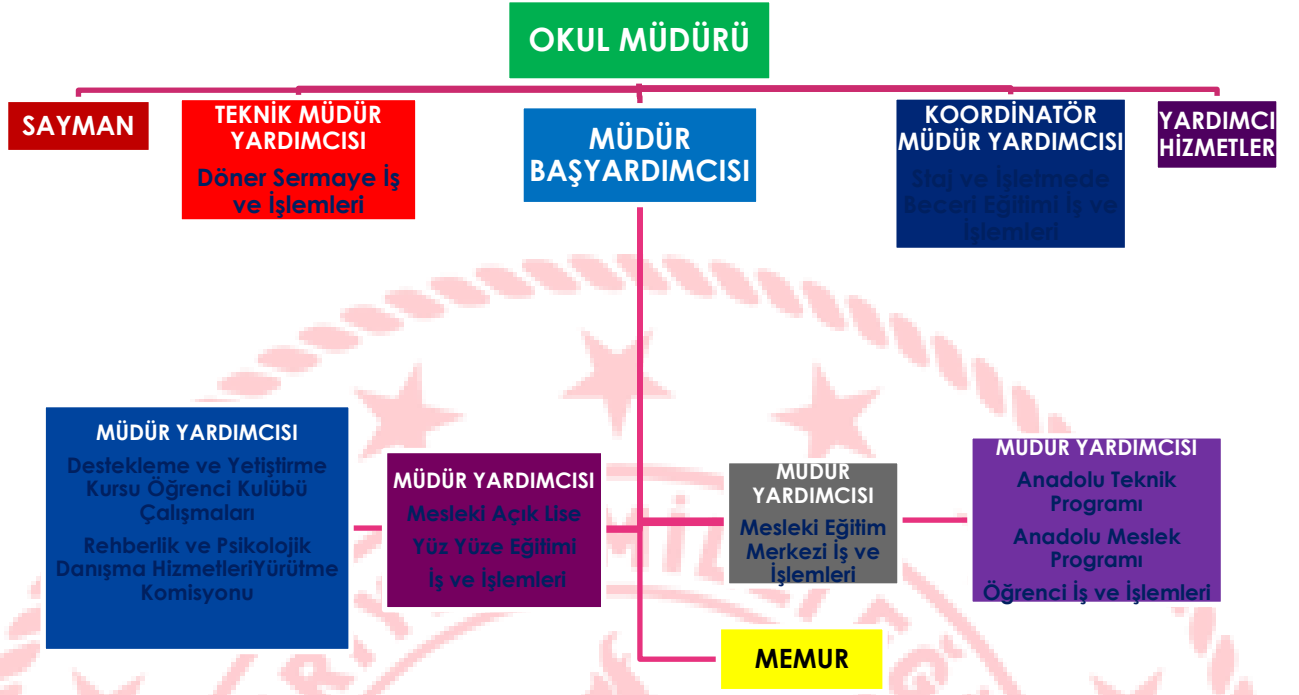 OKUL MÜDÜRÜ
SAYMAN
TEKNİK MÜDÜR
YARDIMCISI
Döner Sermaye İş
ve İşlemleri
MÜDÜR
BAŞYARDIMCISI
KOORDİNATÖR
MÜDÜR YARDIMCISI
Staj ve İşletmede
Beceri Eğitimi İş ve
İşlemleri
YARDIMCI
HİZMETLER
MÜDÜR YARDIMCISI
Destekleme ve Yetiştirme
Kursu Öğrenci Kulübü
Çalışmaları
Rehberlik ve Psikolojik
Danışma HizmetleriYürütme
Komisyonu
MÜDÜR YARDIMCISI
Mesleki Açık Lise
Yüz Yüze Eğitimi
İş ve İşlemleri
MÜDÜR
YARDIMCISI
Mesleki Eğitim
Merkezi İş ve
İşlemleri
MÜDÜR YARDIMCISI
Anadolu Teknik
Programı
Anadolu Meslek
Programı
Öğrenci İş ve İşlemleri
MEMUR